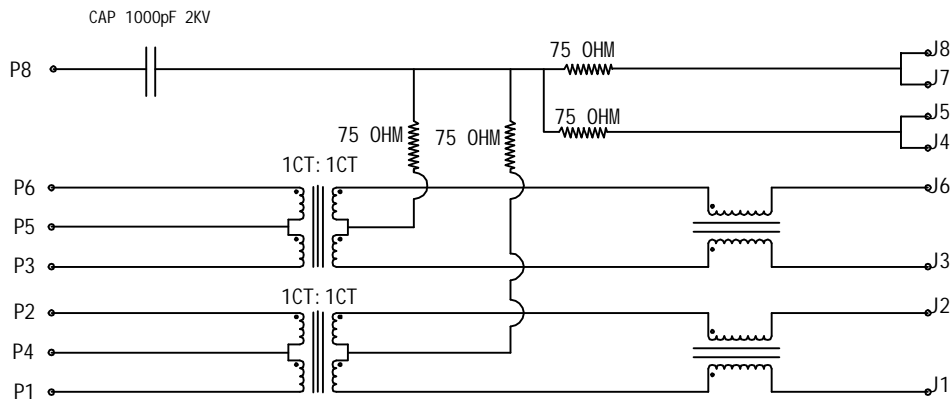 CAP 1000pF 2KV
75 OHM
J8
P8
J7
75 OHM
J5
75 OHM
75 OHM
J4
1CT: 1CT
P6
J6
P5
P3
J3
1CT: 1CT
P2
J2
P4
P1
J1